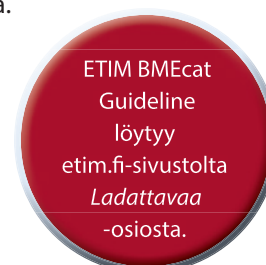 a.
ETIM BMEcat
Guideline
löytyy
etim.fi-sivustolta
Ladattavaa
-osiosta.